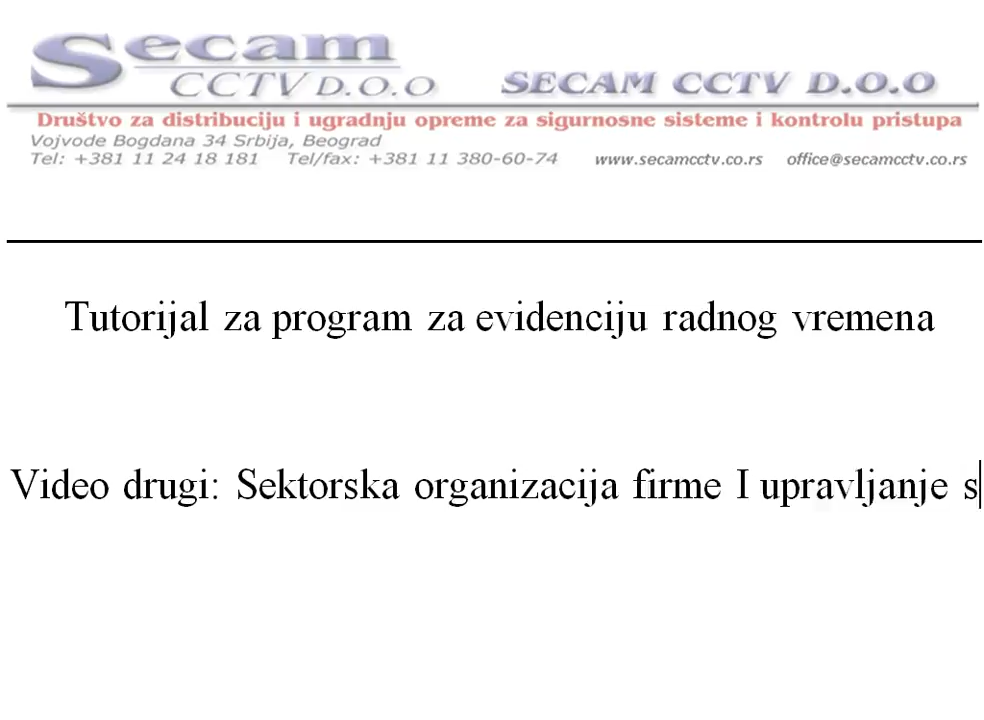 Secam
CCTV D.O.O SECAM CCTV D.O.O
Društvo za distribuciju i ugradnju opreme za sigurnosne sisteme i kontrolu pristupa
Vojvode Bogdana 34 Srbija, Beograd
Tel: +381 11 24 18 181 Tel/fax: +381 11 380-60-74 www.secamcctv.co.rs office@secamcctv.co.rs
Tutorijal za program za evidenciju radnog vremena
Video drugi: Sektorska organizacija firme I upravljanje s